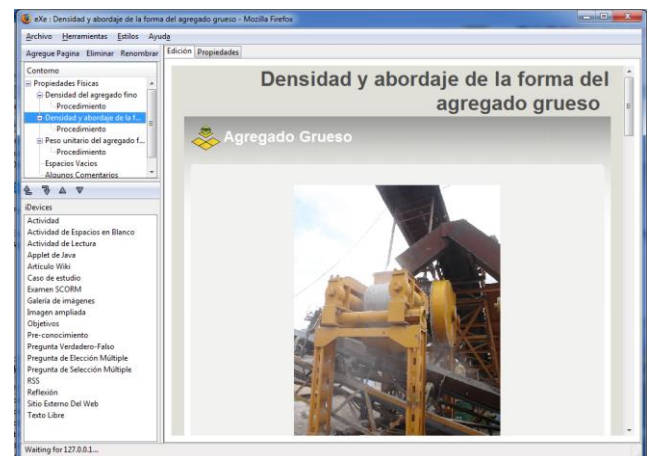 eXe : Densidad y abordaje de la forma del agregado grueso - Mozilla Firefox
Archivo Herramientas Estilos Ayuda
Agregue Pagina Eliminar Renombrar
Edición Propiedades
Contorno
Propiedades Físicas
Densidad del agregado fino
Procedimiento
Densidad y abordaje de la f...
Procedimiento
Peso unitario del agregado f...
Procedimiento
Espacios Vacios
Algunos Comentarios
iDevices
Actividad
Actividad de Espacios en Blanco
Actividad de Lectura
Applet de Java
Artículo Wiki
Caso de estudio
Examen SCORM
Galería de imágenes
Imagen ampliada
Objetivos
Pre-conocimiento
Pregunta Verdadero-Falso
Pregunta de Elección Múltiple
Pregunta de Selección Múltiple
RSS
Reflexión
Sitio Externo Del Web
Texto Libre
Densidad y abordaje de la forma del
agregado grueso
Agregado Grueso
Waiting for 127.0.0.1...